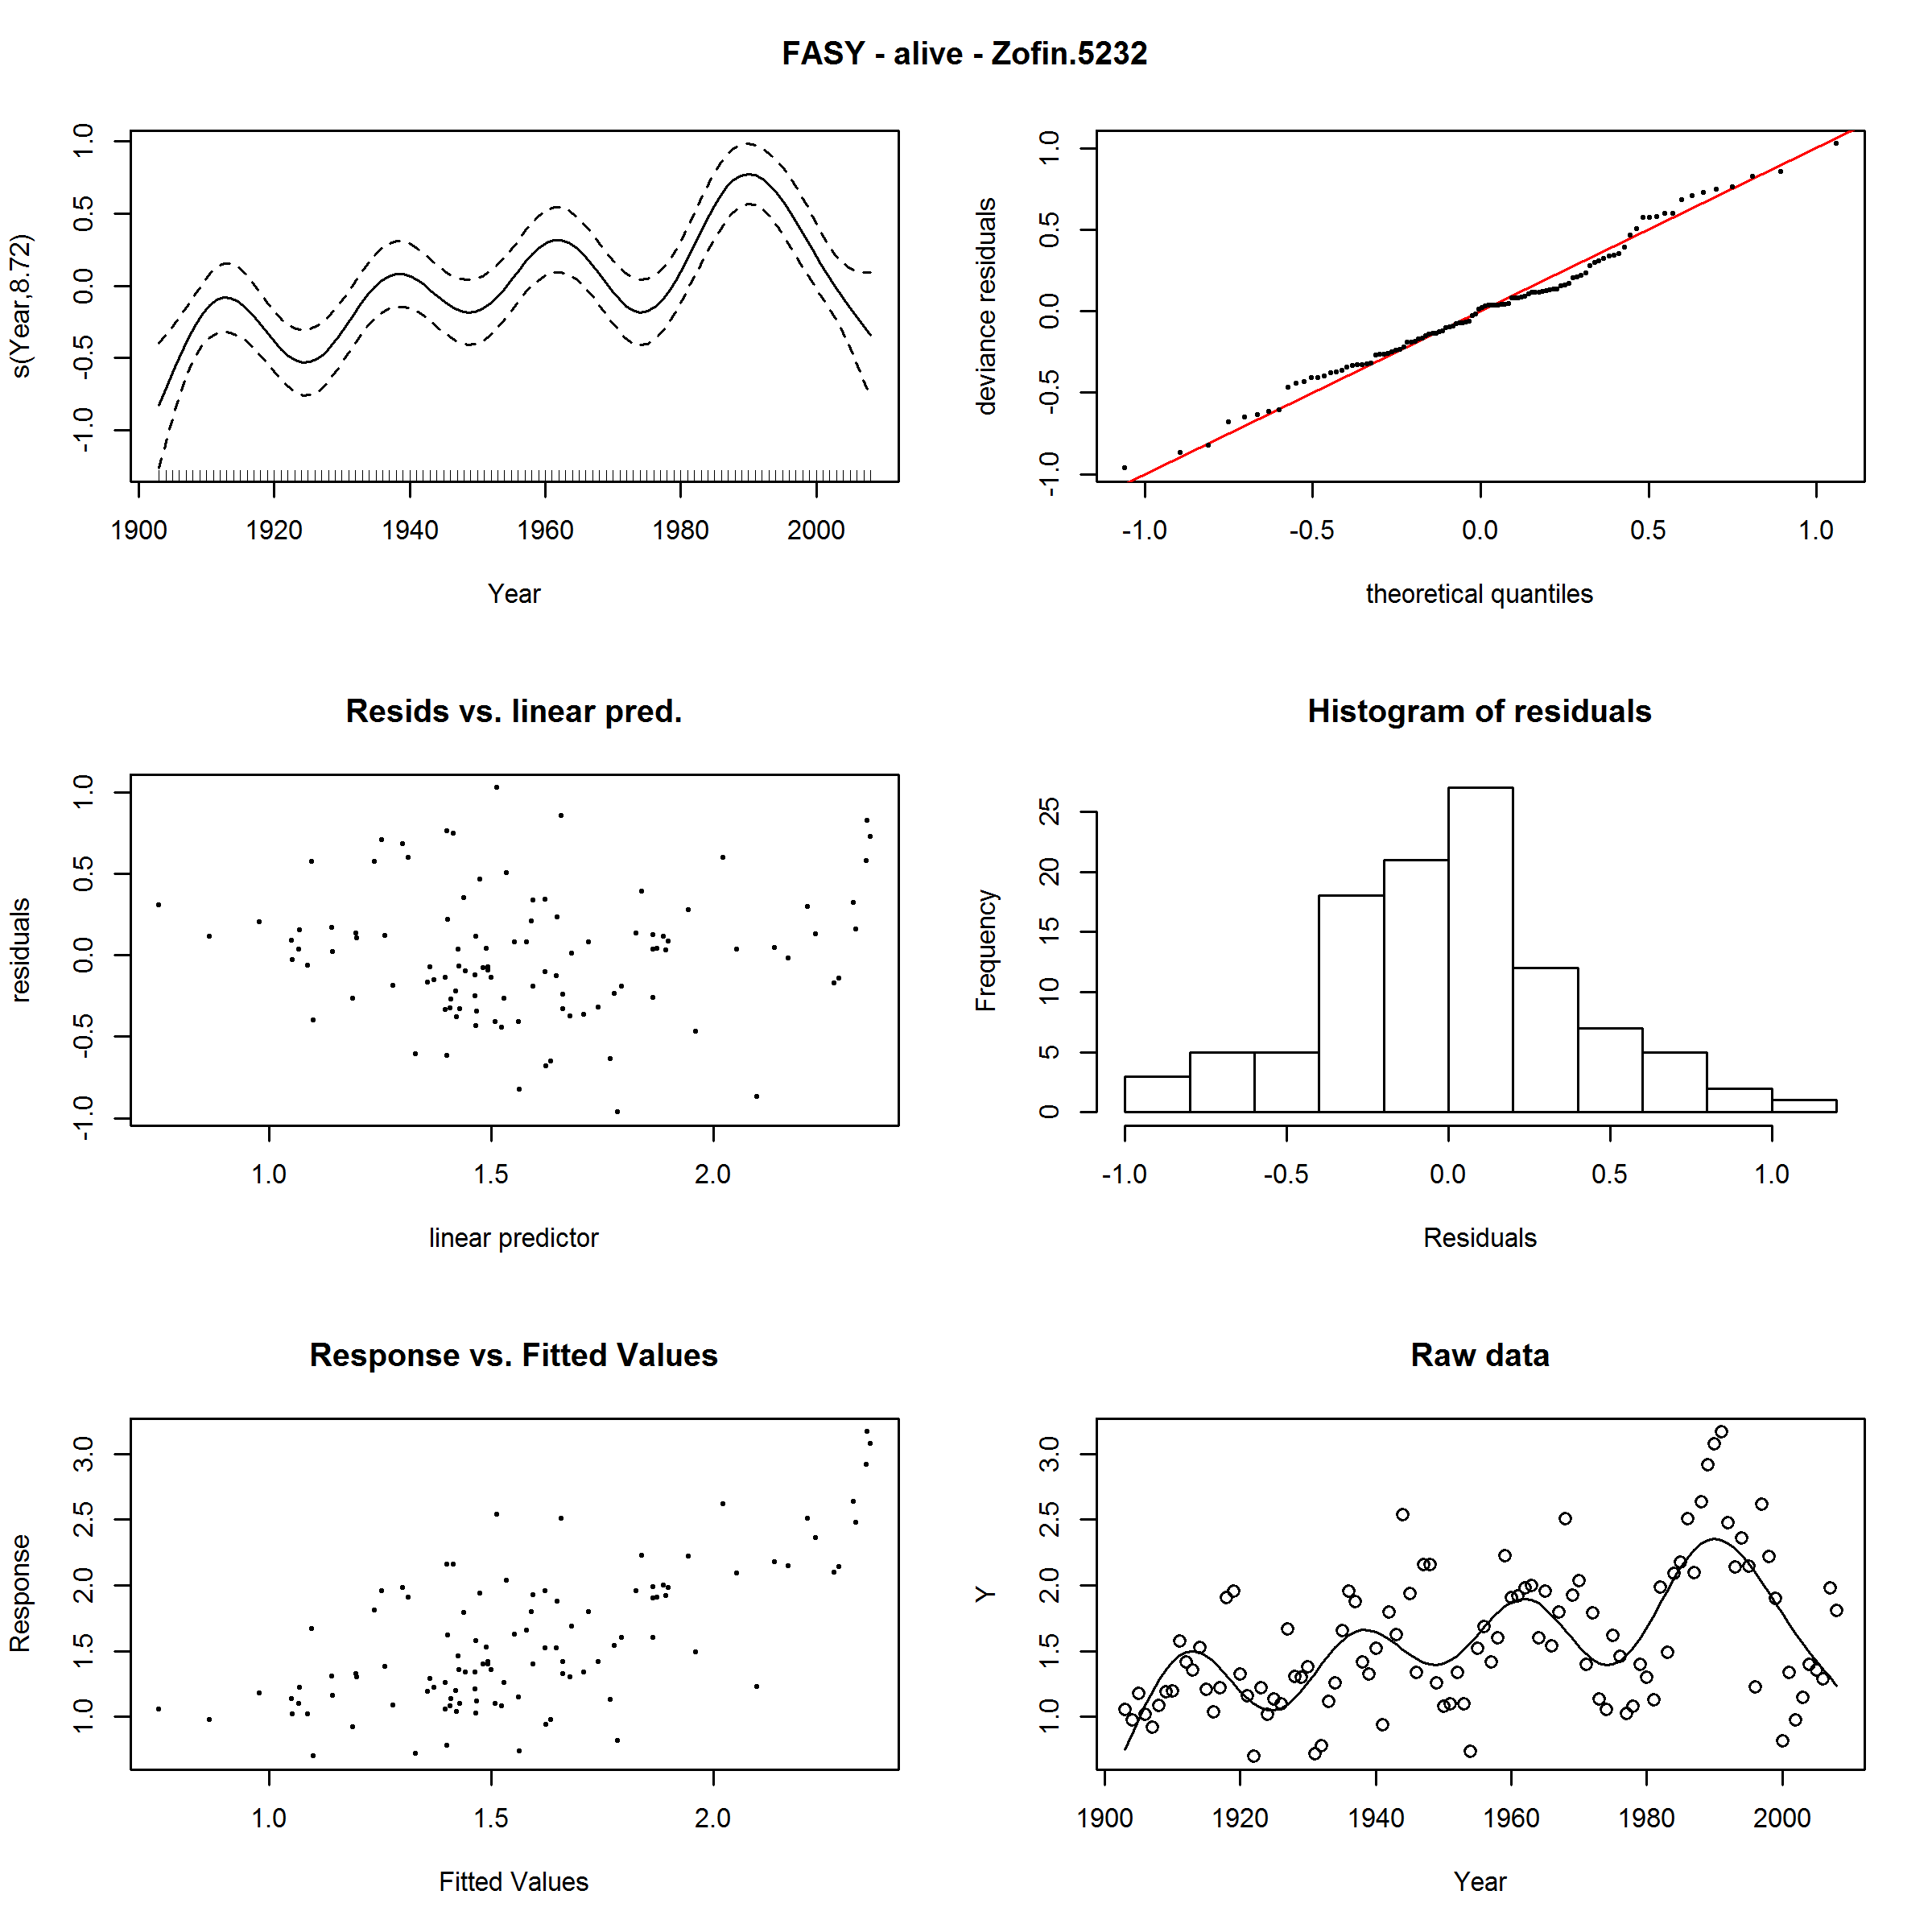 FASY - alive - Zofin.5232
s(Year,8.72)
-1.0 -0.5 0.0 0.5 1.0
1900 1920 1940 1960 1980 2000
Year
deviance residuals
-1.0 -0.5 0.0 0.5 1.0
-1.0 -0.5 0.0 0.5 1.0
theoretical quantiles
Resids vs. linear pred.
residuals
-1.0 -0.5 0.0 0.5 1.0
1.0 1.5 2.0
linear predictor
Histogram of residuals
Frequency
0 5 10 15 20 25
-1.0 -0.5 0.0 0.5 1.0
Residuals
Response vs. Fitted Values
Response
1.0 1.5 2.0 2.5 3.0
1.0 1.5 2.0
Fitted Values
Raw data
Y
1.0 1.5 2.0 2.5 3.0
1900 1920 1940 1960 1980 2000
Year